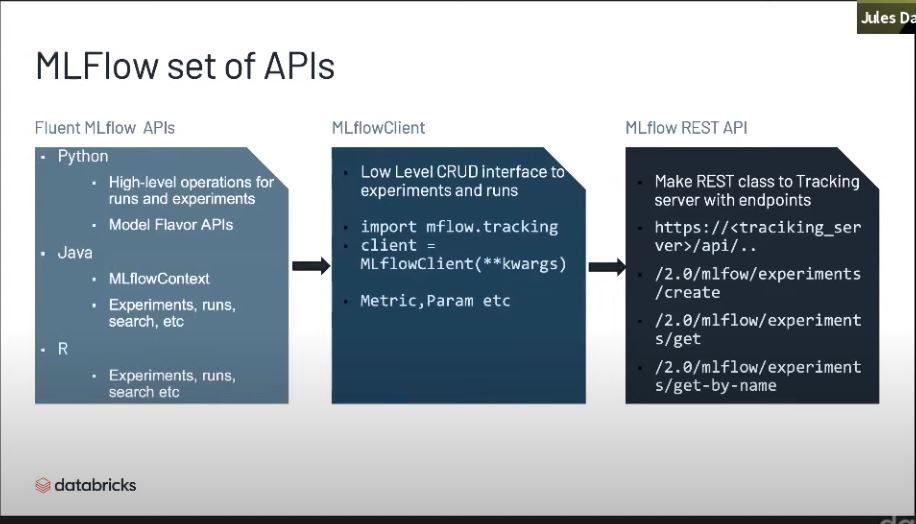 Jules Da
MLFlow set of APIs
Fluent MLflow APIs
• Python
• High-level operations for
runs and experiments
• Model Flavor APIs
• Java
• MLflowContext
• Experiments, runs,
search, etc
• R
• Experiments, runs,
search etc
MLflowClient
• Low Level CRUD interface to
experiments and runs
• import mflow.tracking
• client =
MLflowClient(**kwargs)
• Metric,Param etc
MLflow REST API
• Make REST class to Tracking
server with endpoints
• https://<traciking_ser
ver>/api/..
• /2.0/mlfow/experiments
/create
• /2.0/mlflow/experiment
s/get
• /2.0/mlflow/experiment
s/get-by-name
databricks